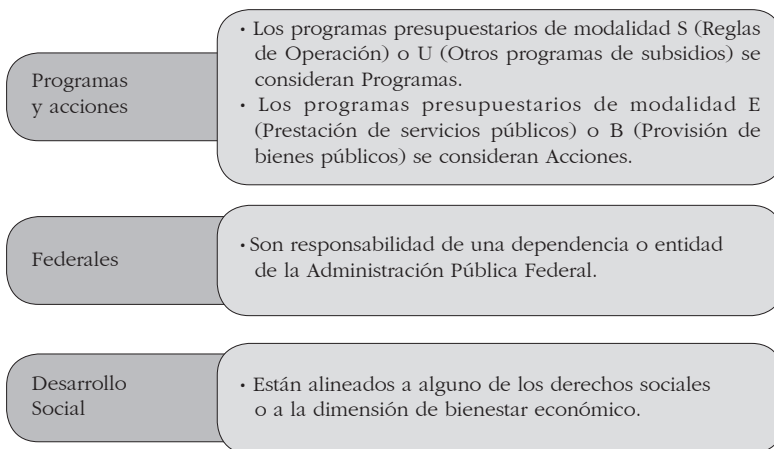 Programas
y acciones
· Los programas presupuestarios de modalidad S (Reglas
de Operación) o U (Otros programas de subsidios) se
consideran Programas.
· Los programas presupuestarios de modalidad E
(Prestación de servicios públicos) o B (Provisión de
bienes públicos) se consideran Acciones.
Federales
· Son responsabilidad de una dependencia o entidad
de la Administración Pública Federal.
Desarrollo
Social
· Están alineados a alguno de los derechos sociales
o a la dimensión de bienestar económico.